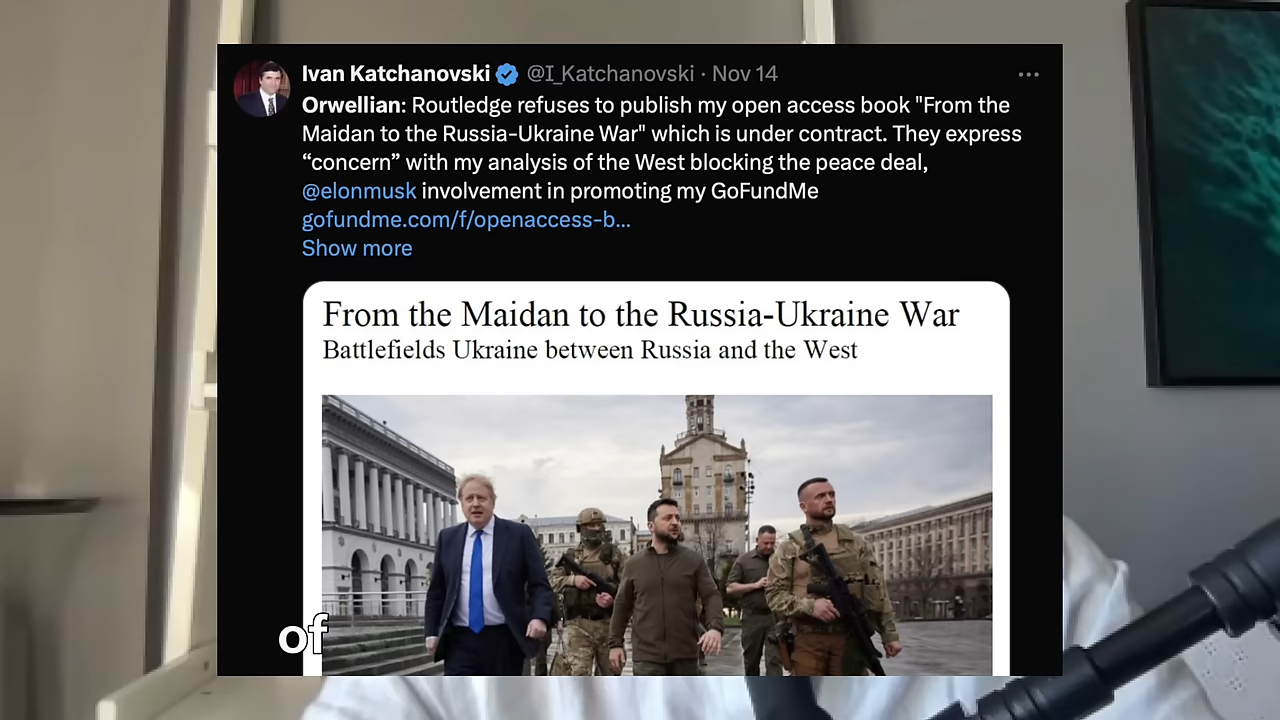 Ivan Katchanovski @I_Katchanovski · Nov 14
Orwellian: Routledge refuses to publish my open access book "From the
Maidan to the Russia-Ukraine War" which is under contract. They express
“concern” with my analysis of the West blocking the peace deal,
@elonmusk involvement in promoting my GoFundMe
gofundme.com/f/openaccess-b...
Show more
From the Maidan to the Russia-Ukraine War
Battlefields Ukraine between Russia and the West
of